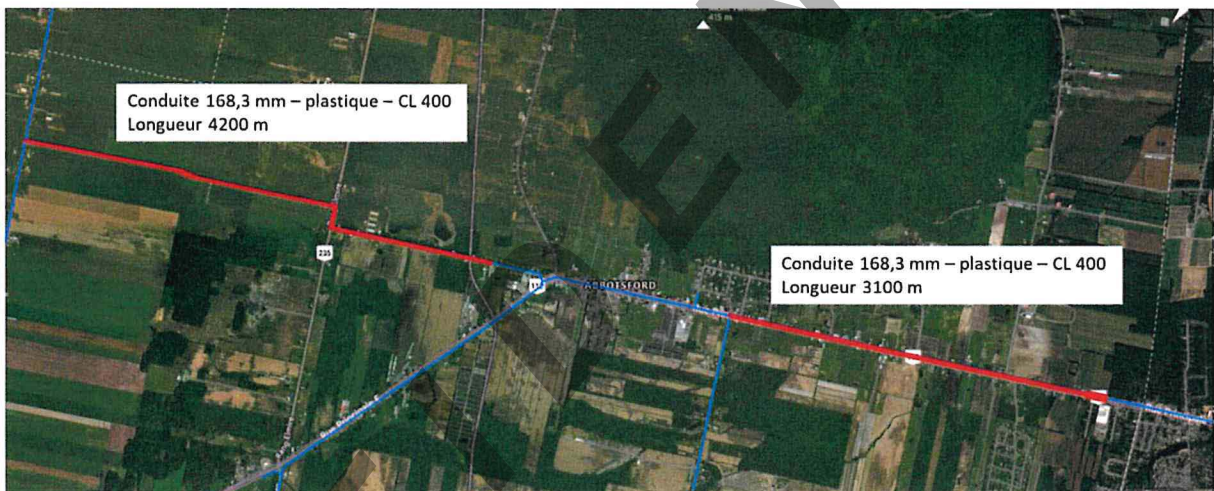 415 m
Conduite 168,3 mm – plastique – CL 400
Longueur 4200 m
235
ABBOTSFORD
Conduite 168,3 mm – plastique – CL 400
Longueur 3100 m